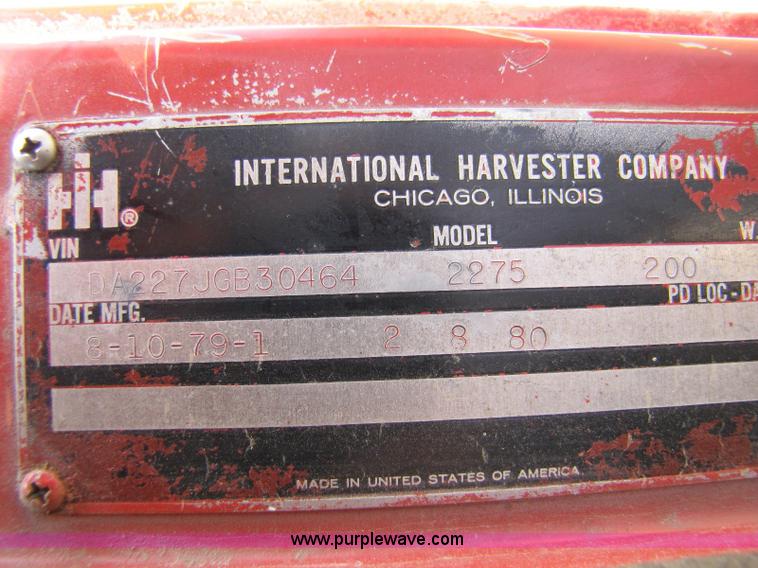 IH®
INTERNATIONAL HARVESTER COMPANY
CHICAGO, ILLINOIS
VIN MODEL W.
DA227JGB30464 2275 200
DATE MFG. PD LOC-DA
8-10-79-1 2 8 80
MADE IN UNITED STATES OF AMERICA
www.purplewave.com